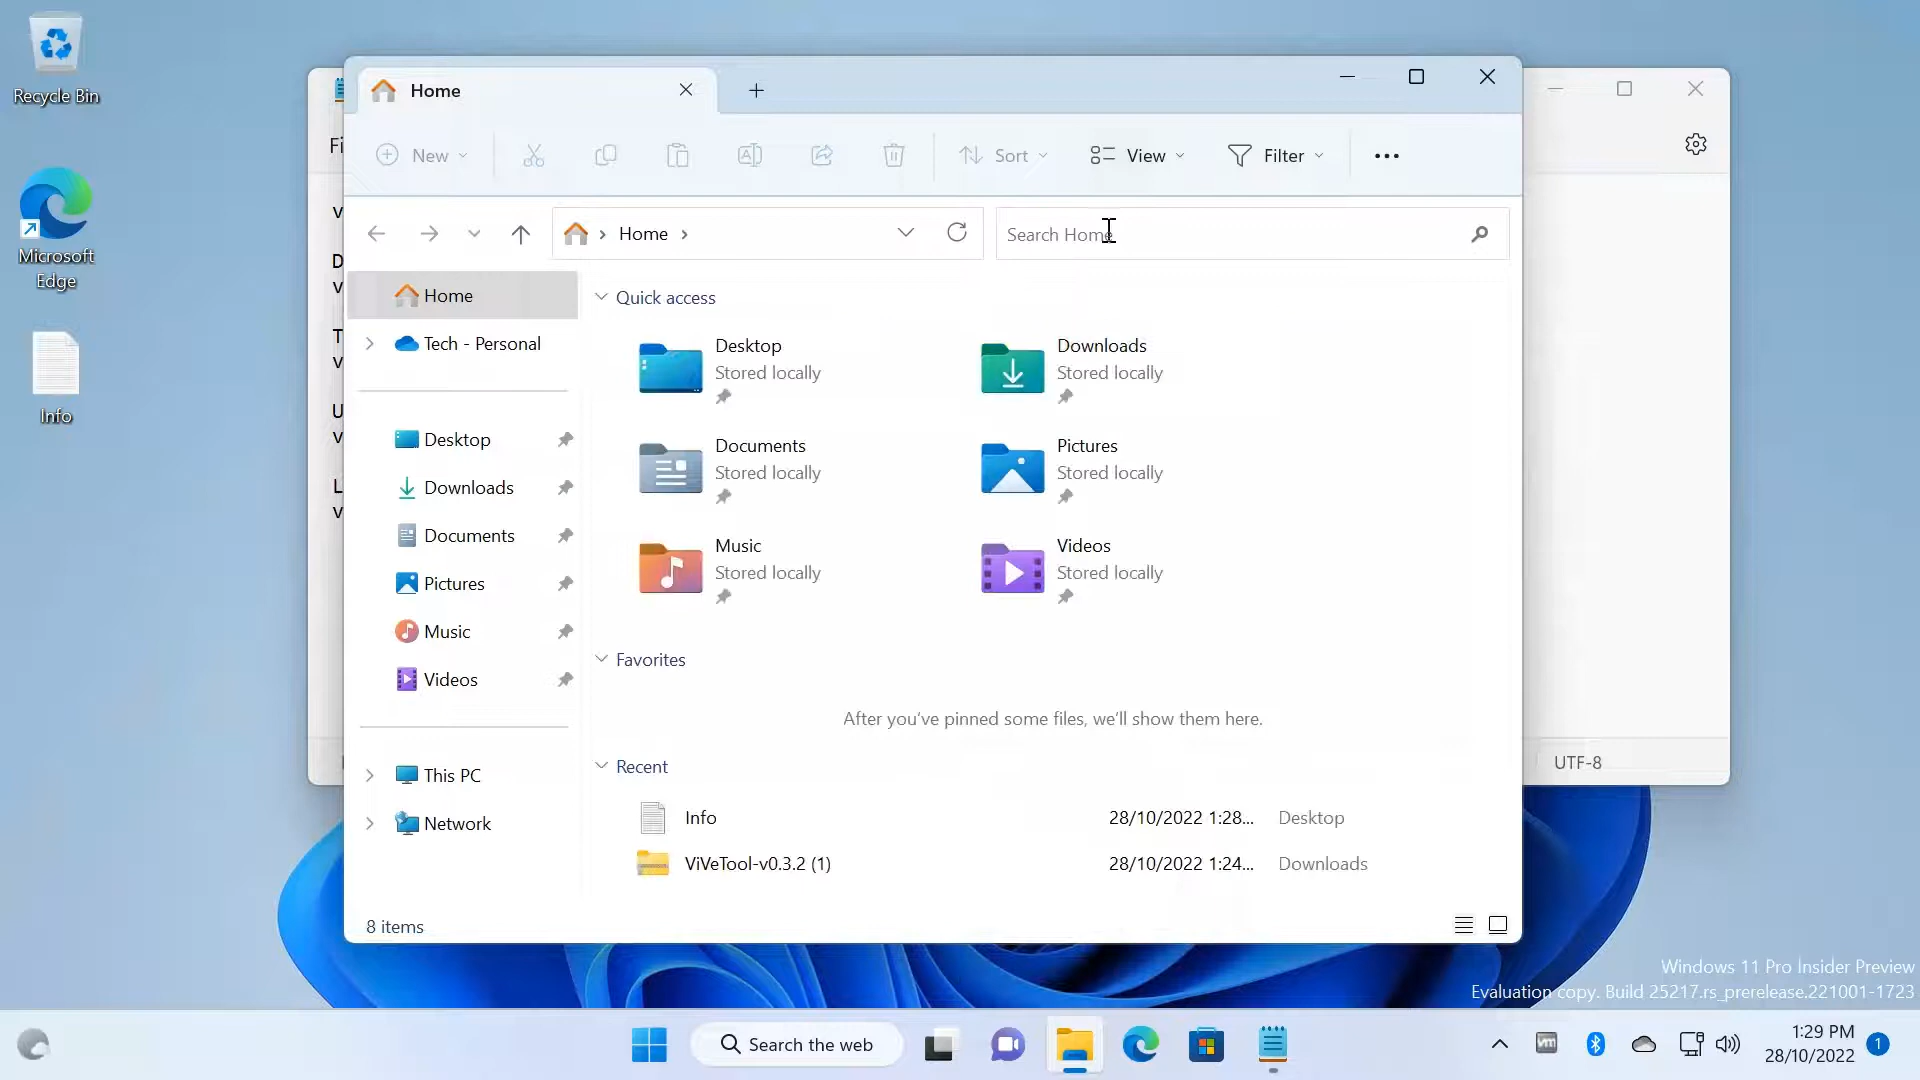 Recycle Bin
Microsoft
Edge
Info
Home
Fi
New
Sort
View
Filter
Home
Search Home
Home
Tech - Personal
Desktop
Downloads
Documents
Pictures
Music
Videos
This PC
Network
Quick access
Desktop
Stored locally
Downloads
Stored locally
Documents
Stored locally
Pictures
Stored locally
Music
Stored locally
Videos
Stored locally
Favorites
After you've pinned some files, we'll show them here.
Recent
Info 28/10/2022 1:28... Desktop
ViVeTool-v0.3.2 (1) 28/10/2022 1:24... Downloads
8 items
v
D
v
T
v
U
v
L
v
UTF-8
Windows 11 Pro Insider Preview
Evaluation copy. Build 25217.rs_prerelease.221001-1723
Search the web
vm
1:29 PM
28/10/2022
1